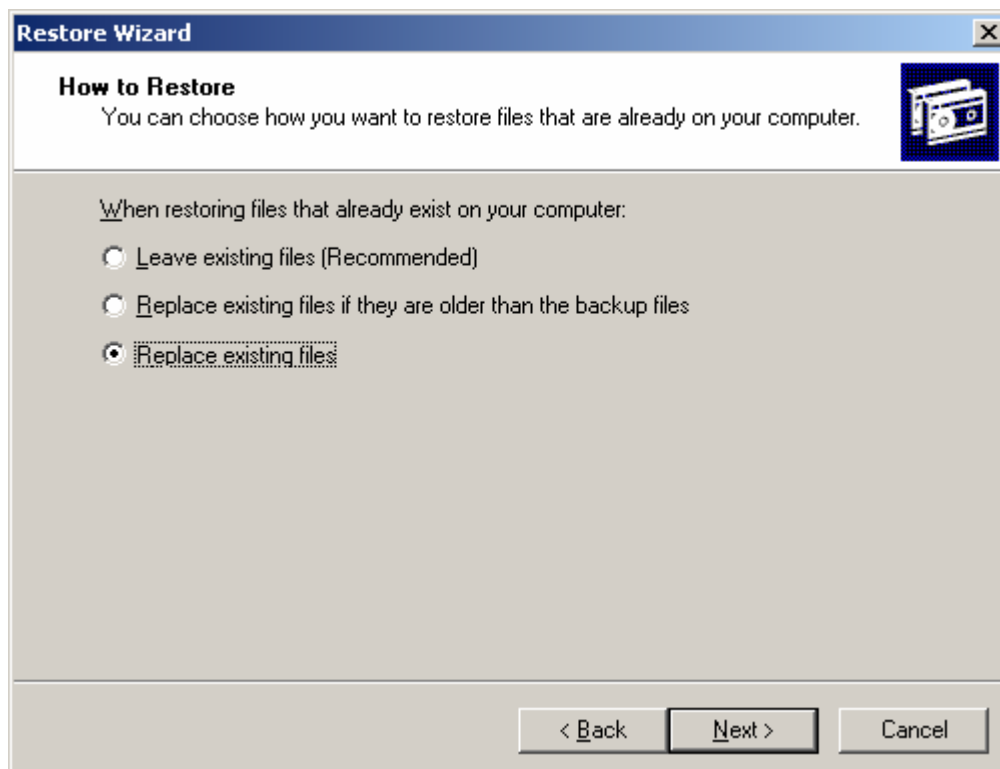 Restore Wizard
How to Restore
You can choose how you want to restore files that are already on your computer.
When restoring files that already exist on your computer:
Leave existing files (Recommended)
Replace existing files if they are older than the backup files
Replace existing files
< Back Next > Cancel